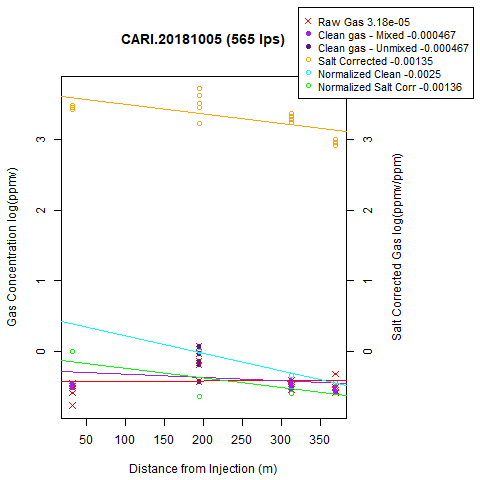 CARI.20181005 (565 lps)
Raw Gas 3.18e-05
Clean gas - Mixed -0.000467
Clean gas - Unmixed -0.000467
Salt Corrected -0.00135
Normalized Clean -0.0025
Normalized Salt Corr -0.00136
Gas Concentration log(ppmv)
3
2
1
0
3
2
1
0
Salt Corrected Gas log(ppmv/ppm)
50 100 150 200 250 300 350
Distance from Injection (m)